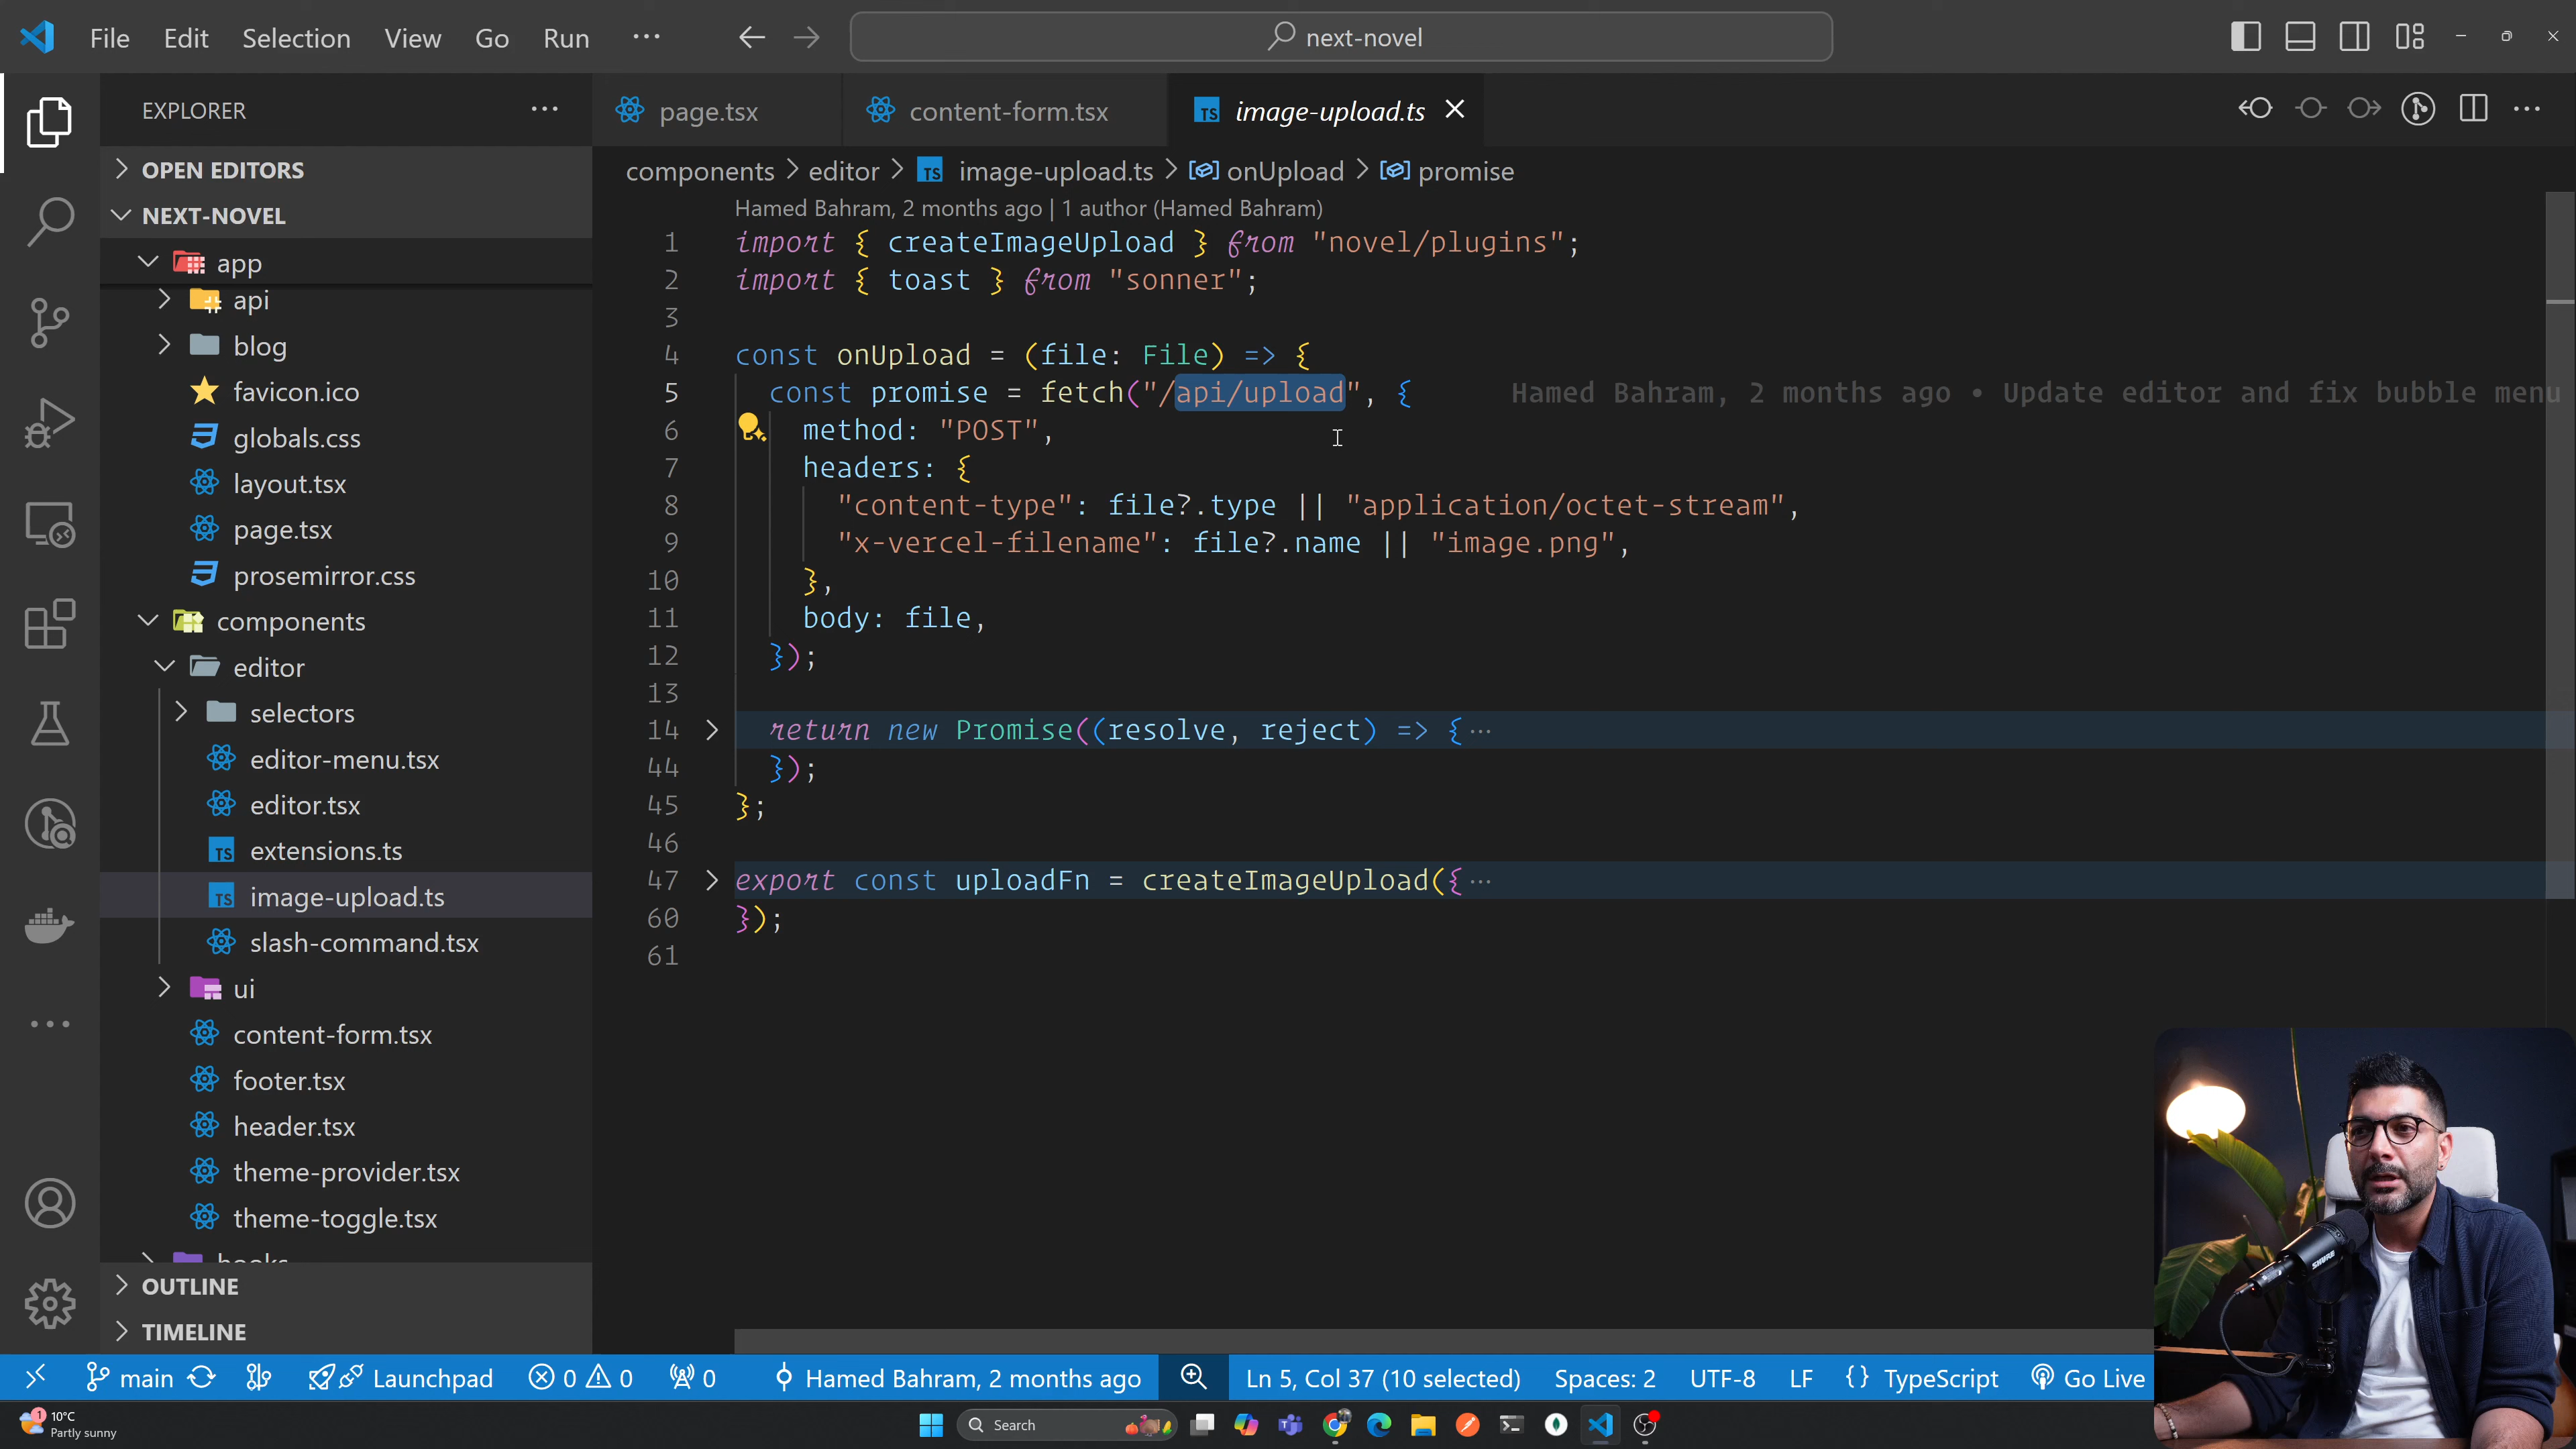 File Edit Selection View Go Run ··· next-novel
EXPLORER ···
page.tsx content-form.tsx image-upload.ts
OPEN EDITORS
NEXT-NOVEL
app
api
blog
favicon.ico
globals.css
layout.tsx
page.tsx
prosemirror.css
components
editor
selectors
editor-menu.tsx
editor.tsx
extensions.ts
image-upload.ts
slash-command.tsx
ui
content-form.tsx
footer.tsx
header.tsx
theme-provider.tsx
theme-toggle.tsx
hooks
OUTLINE
TIMELINE
components > editor > TS image-upload.ts > onUpload > promise
Hamed Bahram, 2 months ago | 1 author (Hamed Bahram)
1 import { createImageUpload } from "novel/plugins";
2 import { toast } from "sonner";
3
4 const onUpload = (file: File) => {
5 const promise = fetch("/api/upload", { Hamed Bahram, 2 months ago • Update editor and fix bubble menu
6 method: "POST",
7 headers: {
8 "content-type": file?.type || "application/octet-stream",
9 "x-vercel-filename": file?.name || "image.png",
10 },
11 body: file,
12 });
13
14 return new Promise((resolve, reject) => {···
44 });
45 };
46
47 export const uploadFn = createImageUpload({···
60 });
61
main Launchpad 0 0 0 Hamed Bahram, 2 months ago Ln 5, Col 37 (10 selected) Spaces: 2 UTF-8 LF {} TypeScript Go Live
1 10°C
Partly sunny
Search
SHURE